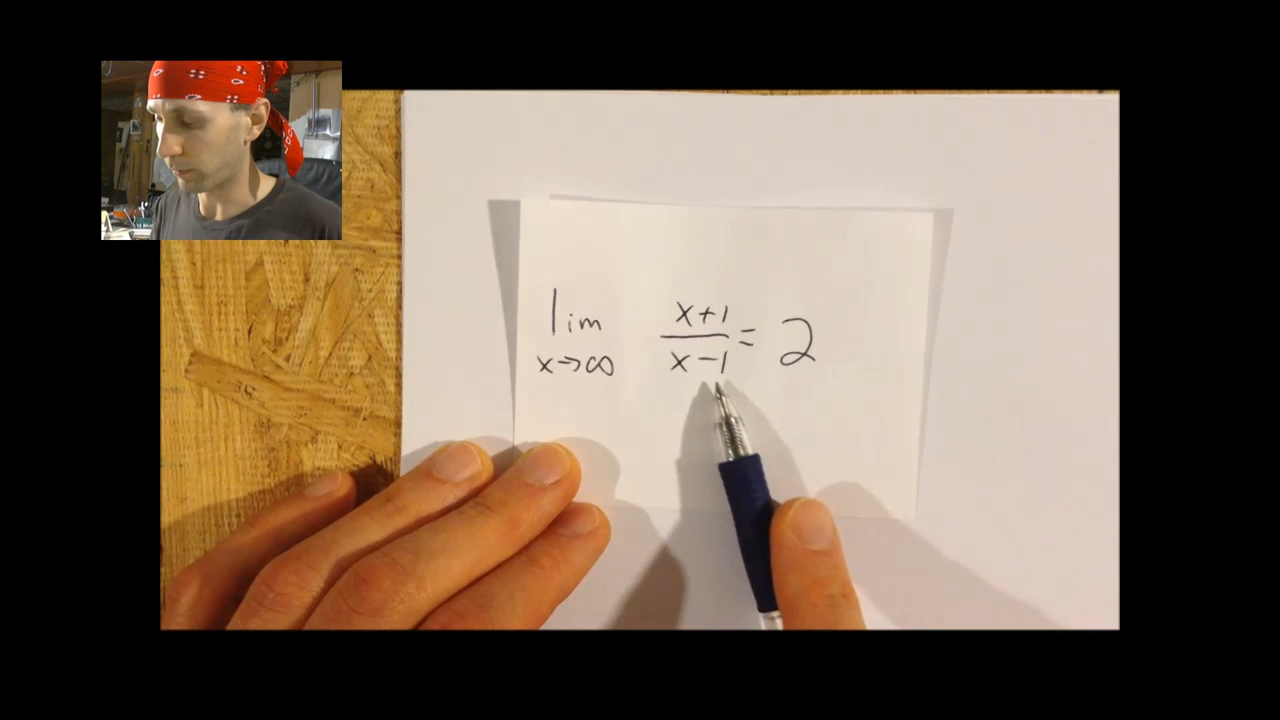 lim x+1/x-1 = 2
x→∞